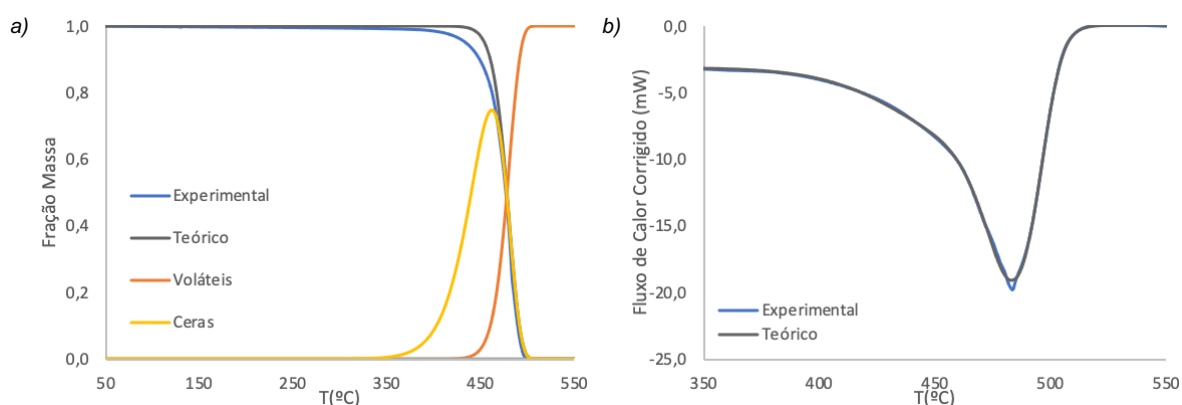 a)
Fração Massa
1,0
0,8
0,6
0,4
0,2
0,0
Experimental
Teórico
Voláteis
Ceras
50 150 250 350 450 550
T(ºC)
b)
Fluxo de Calor Corrigido (mW)
0,0
-5,0
-10,0
-15,0
-20,0
-25,0
Experimental
Teórico
350 400 450 500 550
T(ºC)